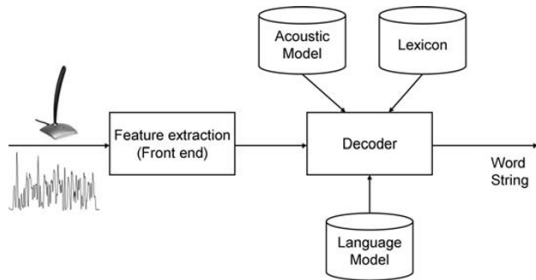 Acoustic
Model
Lexicon
Feature extraction
(Front end)
Decoder
Word
String
Language
Model